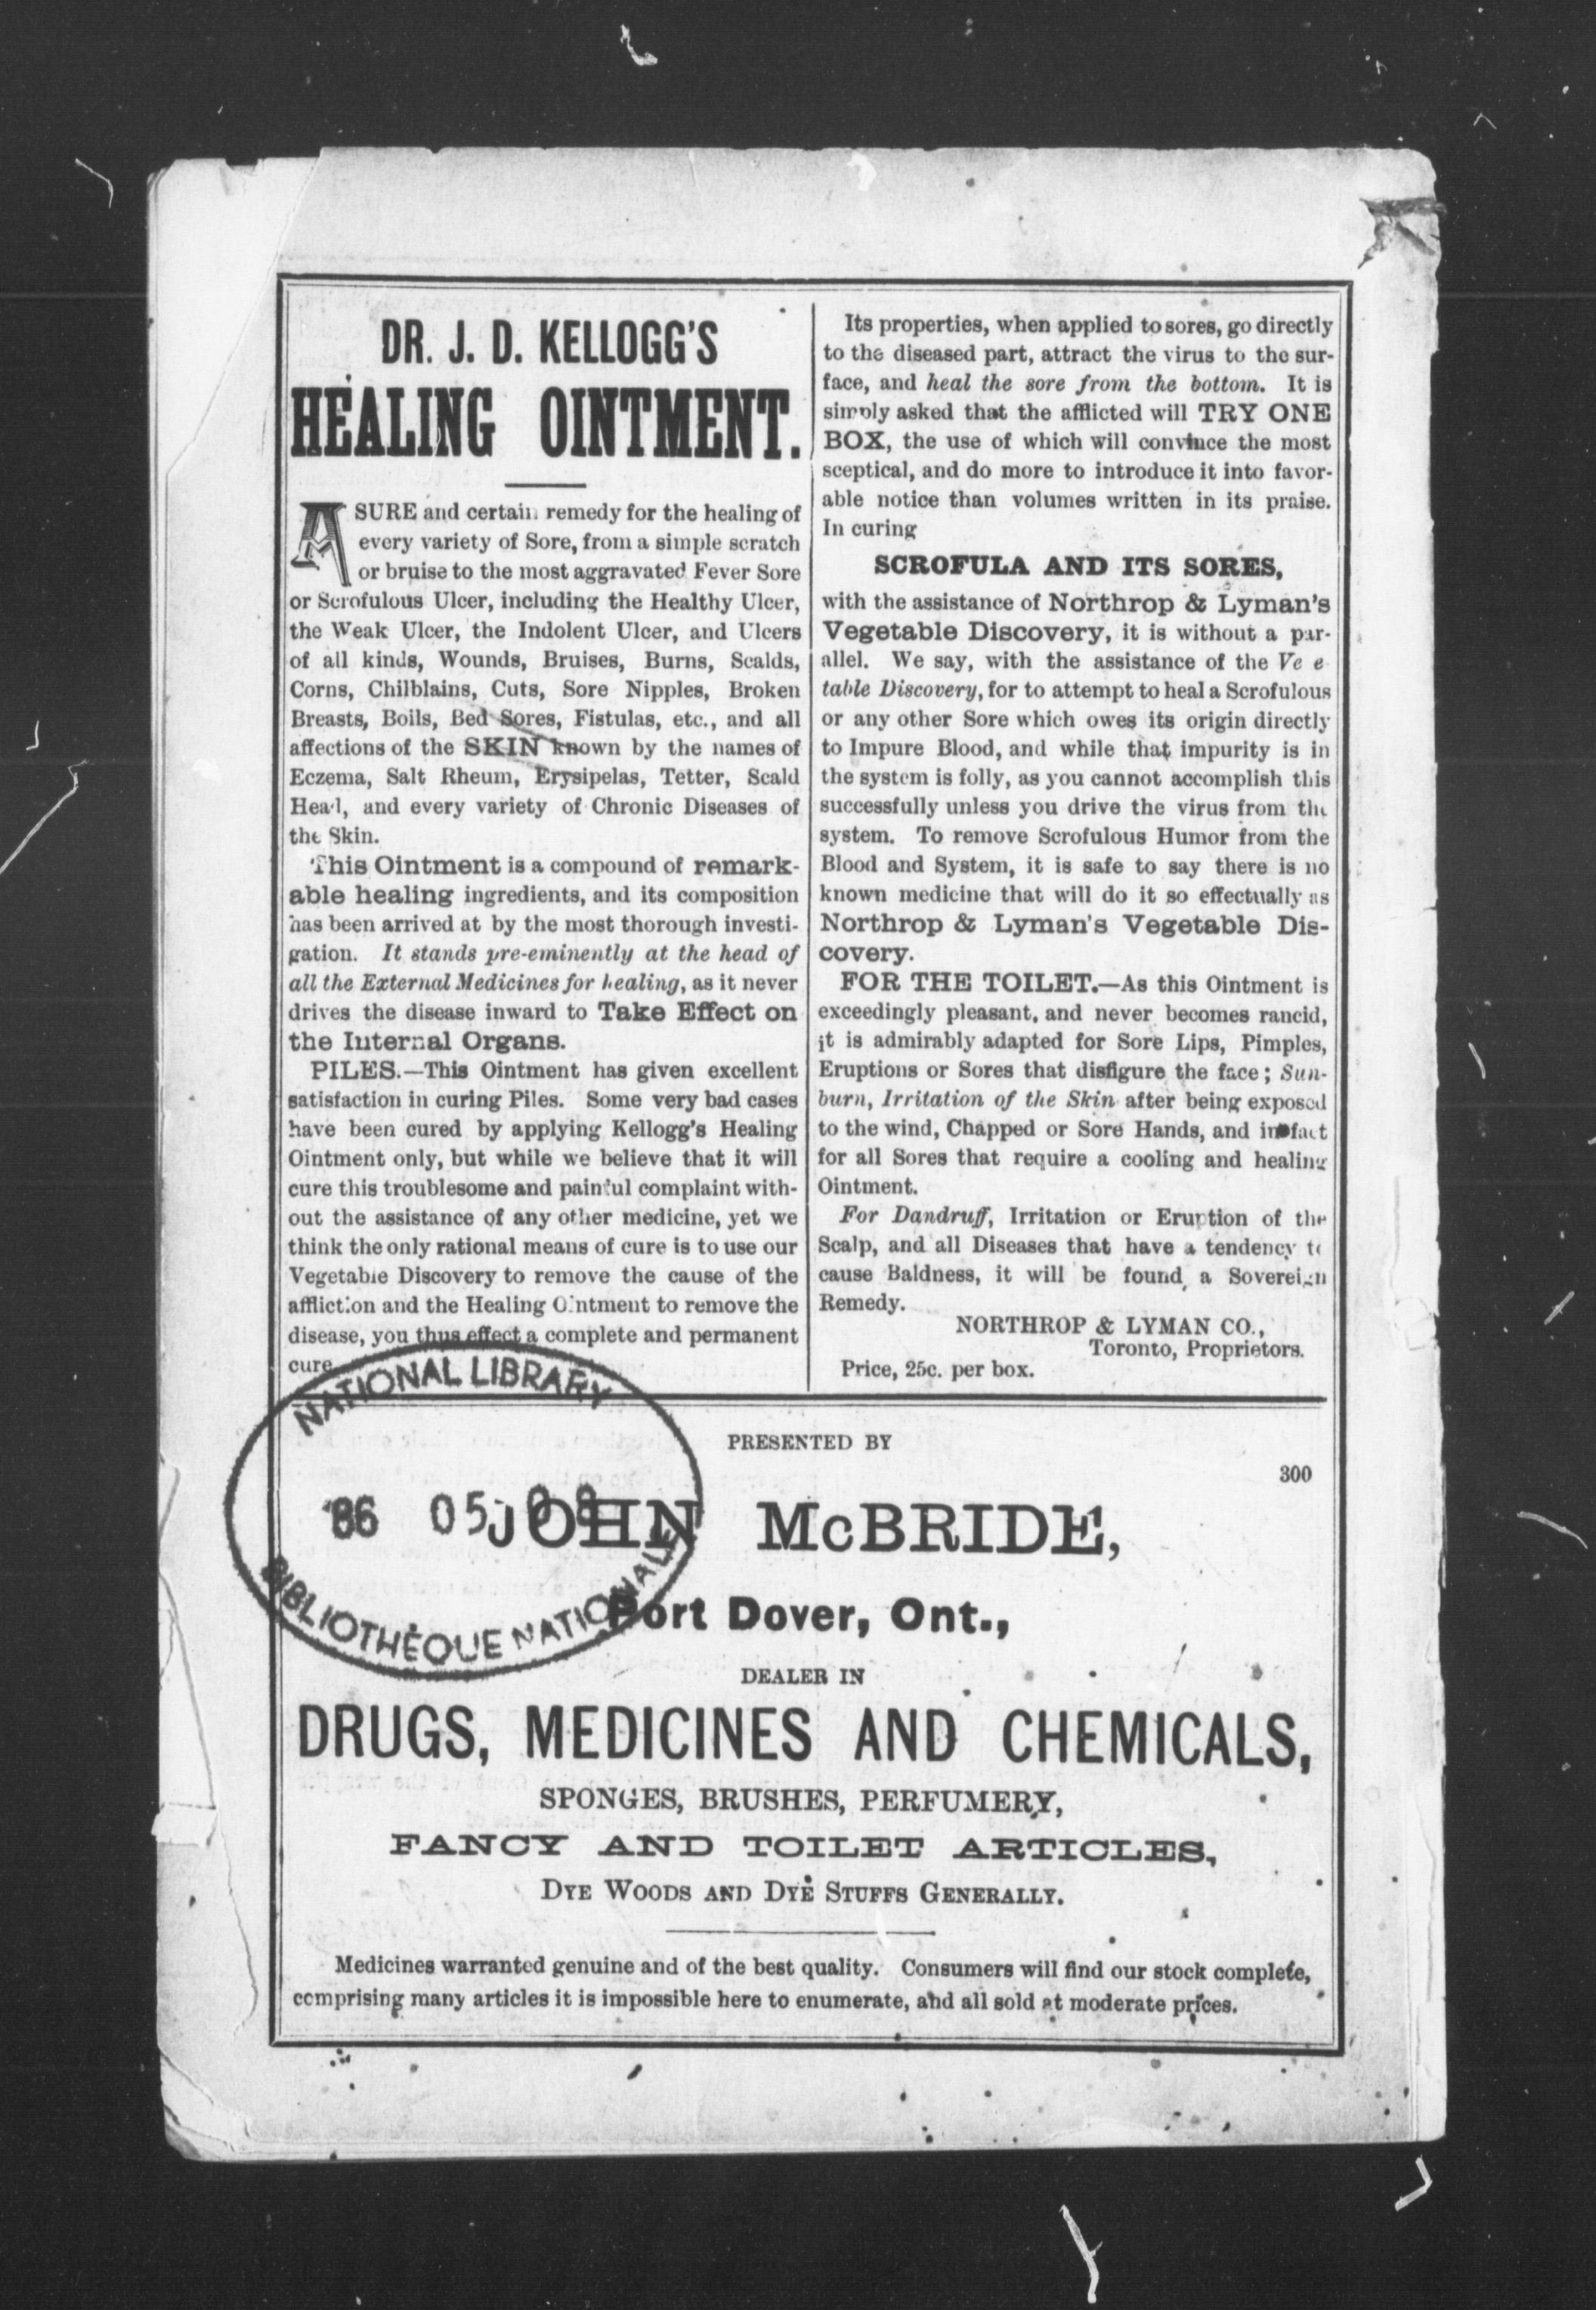 DR. J. D. KELLOGG'S
HEALING OINTMENT.
A SURE and certain remedy for the healing of
every variety of Sore, from a simple scratch
or bruise to the most aggravated Fever Sore
or Scrofulous Ulcer, including the Healthy Ulcer,
the Weak Ulcer, the Indolent Ulcer, and Ulcers
of all kinds, Wounds, Bruises, Burns, Scalds,
Corns, Chilblains, Cuts, Sore Nipples, Broken
Breasts, Boils, Bed Sores, Fistulas, etc., and all
affections of the SKIN known by the names of
Eczema, Salt Rheum, Erysipelas, Tetter, Scald
Head, and every variety of Chronic Diseases of
the Skin.
This Ointment is a compound of remark-
able healing ingredients, and its composition
has been arrived at by the most thorough investi-
gation. It stands pre-eminently at the head of
all the External Medicines for healing, as it never
drives the disease inward to Take Effect on
the Internal Organs.
PILES.—This Ointment has given excellent
satisfaction in curing Piles. Some very bad cases
have been cured by applying Kellogg's Healing
Ointment only, but while we believe that it will
cure this troublesome and painful complaint with-
out the assistance of any other medicine, yet we
think the only rational means of cure is to use our
Vegetable Discovery to remove the cause of the
affliction and the Healing Ointment to remove the
disease, you thus effect a complete and permanent
cure
Its properties, when applied to sores, go directly
to the diseased part, attract the virus to the sur-
face, and heal the sore from the bottom. It is
simply asked that the afflicted will TRY ONE
BOX, the use of which will convince the most
sceptical, and do more to introduce it into favor-
able notice than volumes written in its praise.
In curing
SCROFULA AND ITS SORES,
with the assistance of Northrop & Lyman's
Vegetable Discovery, it is without a par-
allel. We say, with the assistance of the Ve e
table Discovery, for to attempt to heal a Scrofulous
or any other Sore which owes its origin directly
to Impure Blood, and while that impurity is in
the system is folly, as you cannot accomplish this
successfully unless you drive the virus from the
system. To remove Scrofulous Humor from the
Blood and System, it is safe to say there is no
known medicine that will do it so effectually as
Northrop & Lyman's Vegetable Dis-
covery.
FOR THE TOILET.—As this Ointment is
exceedingly pleasant, and never becomes rancid,
it is admirably adapted for Sore Lips, Pimples,
Eruptions or Sores that disfigure the face; Sun-
burn, Irritation of the Skin after being exposed
to the wind, Chapped or Sore Hands, and in fact
for all Sores that require a cooling and healing
Ointment.
For Dandruff, Irritation or Eruption of the
Scalp, and all Diseases that have a tendency to
cause Baldness, it will be found a Sovereign
Remedy.
NORTHROP & LYMAN CO.,
Toronto, Proprietors.
Price, 25c. per box.
NATIONAL LIBRARY
'86 05
BIBLIOTHÈQUE NATIONALE
PRESENTED BY
300
JOHN McBRIDE,
Port Dover, Ont.,
DEALER IN
DRUGS, MEDICINES AND CHEMICALS,
SPONGES, BRUSHES, PERFUMERY,
FANCY AND TOILET ARTICLES,
DYE WOODS AND DYE STUFFS GENERALLY.
Medicines warranted genuine and of the best quality. Consumers will find our stock complete,
comprising many articles it is impossible here to enumerate, and all sold at moderate prices.